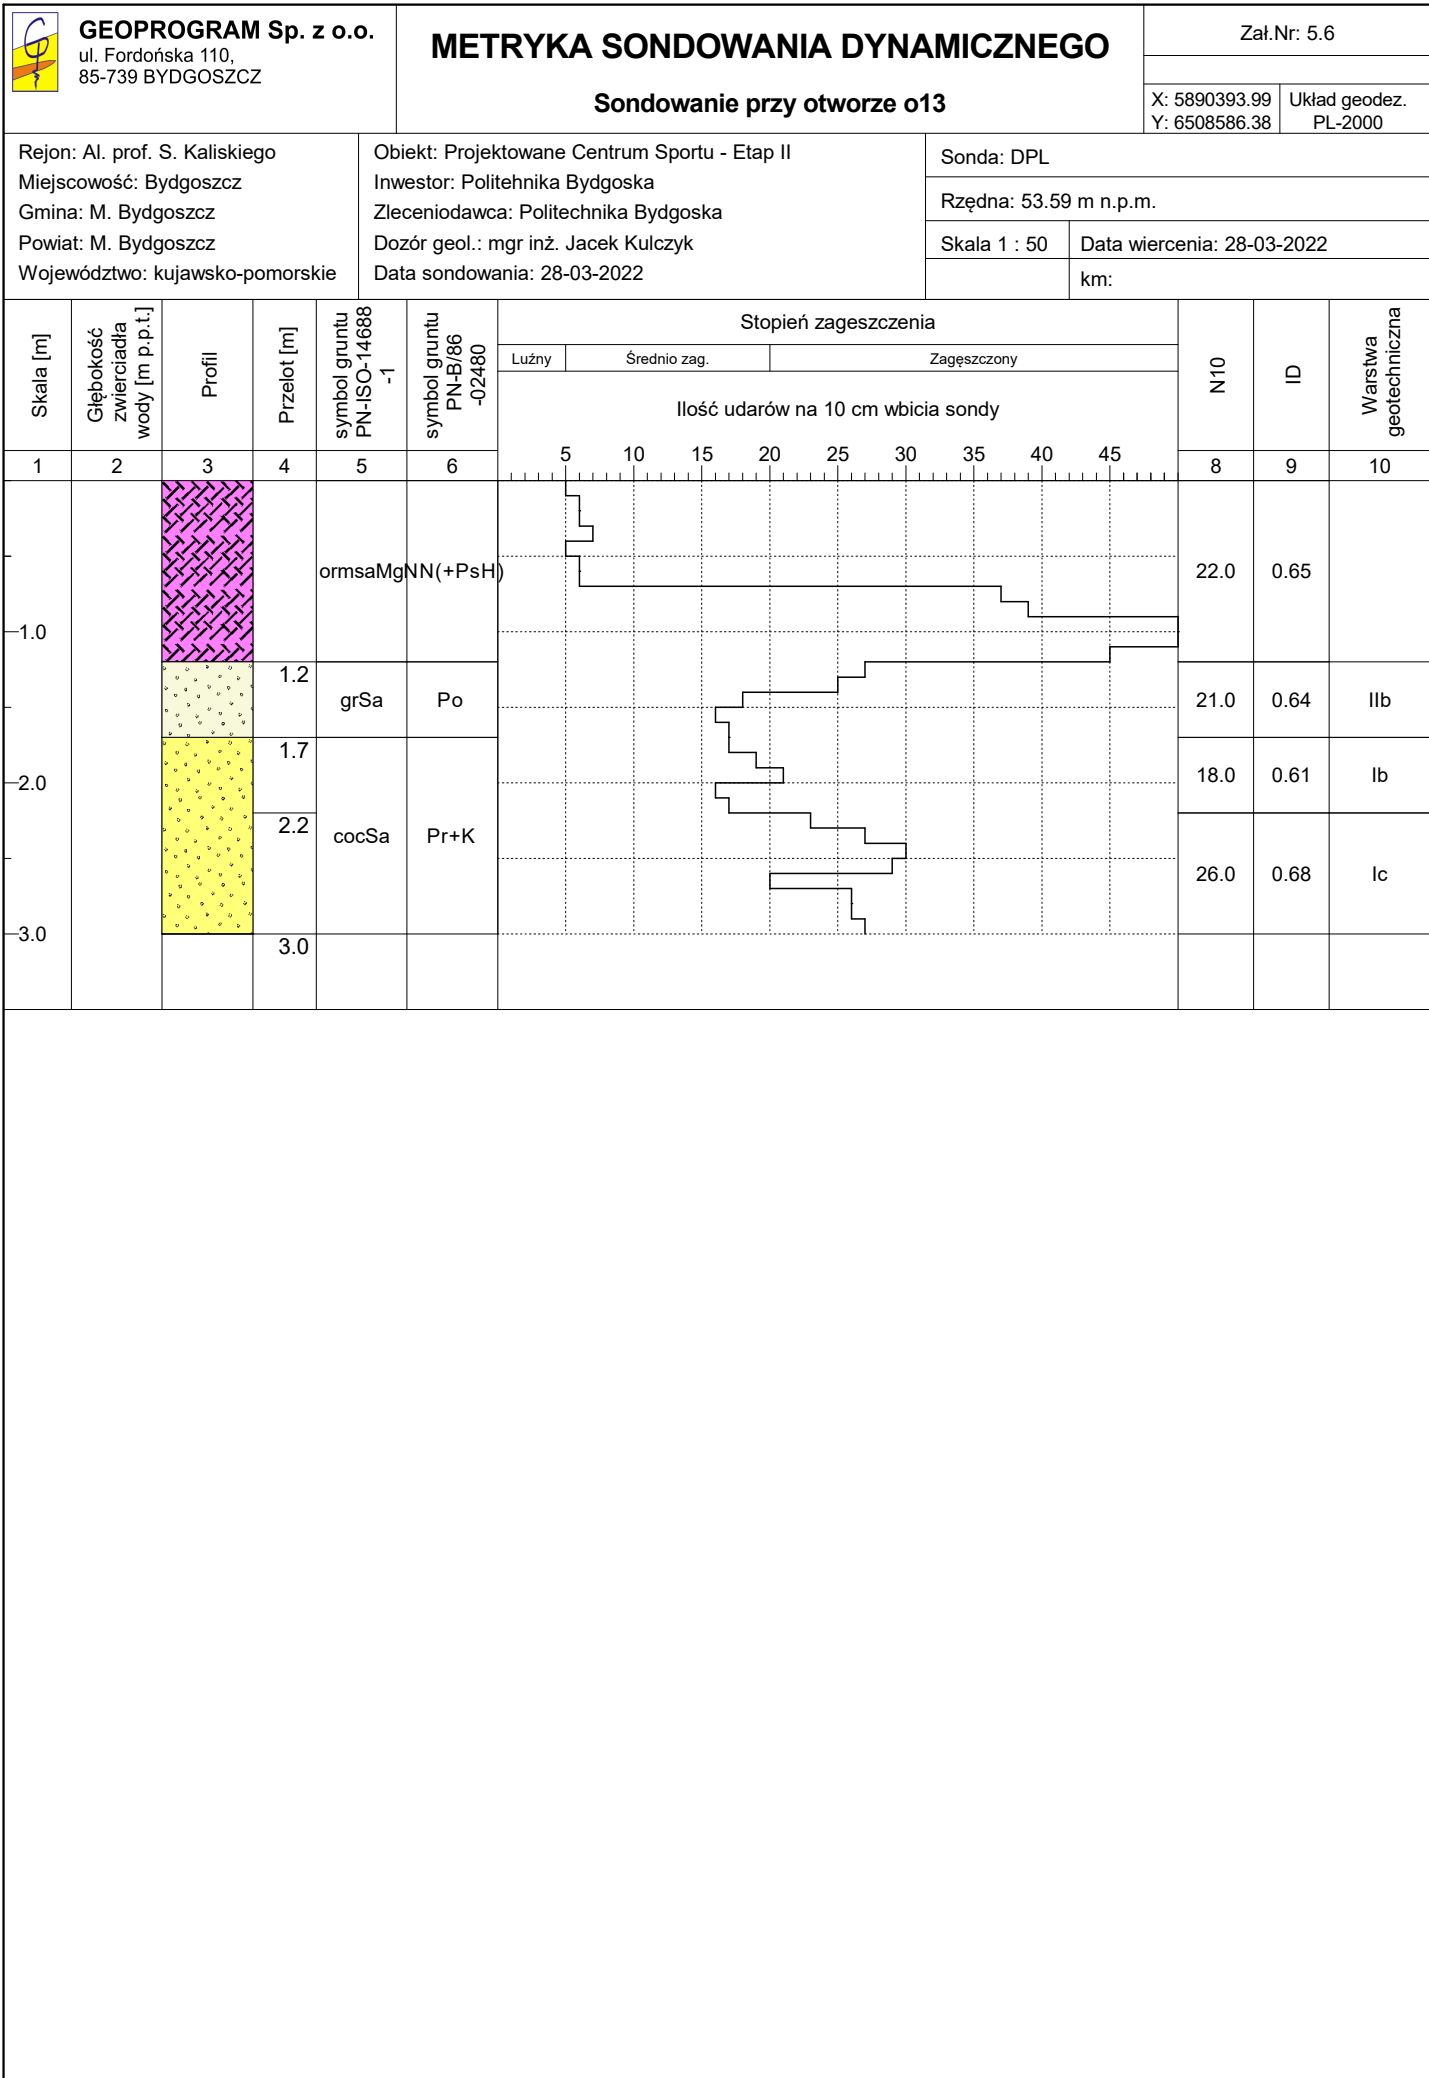 GEOPROGRAM Sp. z o.o.
ul. Fordońska 110,
85-739 BYDGOSZCZ
METRYKA SONDOWANIA DYNAMICZNEGO
Sondowanie przy otworze o13
Zał.Nr: 5.6
X: 5890393.99
Y: 6508586.38
Układ geodez.
PL-2000
Rejon: Al. prof. S. Kaliskiego
Miejscowość: Bydgoszcz
Gmina: M. Bydgoszcz
Powiat: M. Bydgoszcz
Województwo: kujawsko-pomorskie
Obiekt: Projektowane Centrum Sportu - Etap II
Inwestor: Politehnika Bydgoska
Zleceniodawca: Politechnika Bydgoska
Dozór geol.: mgr inż. Jacek Kulczyk
Data sondowania: 28-03-2022
Sonda: DPL
Rzędna: 53.59 m n.p.m.
Skala 1 : 50
Data wiercenia: 28-03-2022
km:
Skala [m]
Głębokość
zwierciadła
wody [m p.p.t.]
Profil
Przelot [m]
symbol gruntu
PN-ISO-14688
-1
symbol gruntu
PN-B/86
-02480
Stopień zageszczenia
Luźny
Średnio zag.
Zagęszczony
Ilość udarów na 10 cm wbicia sondy
5 10 15 20 25 30 35 40 45
N10
ID
Warstwa
geotechniczna
1 2 3 4 5 6 8 9 10
ormsaMg NN(+PsH) 22.0 0.65
1.0
1.2
grSa Po 21.0 0.64 IIb
1.7
18.0 0.61 Ib
2.0
2.2
cocSa Pr+K
26.0 0.68 Ic
3.0
3.0